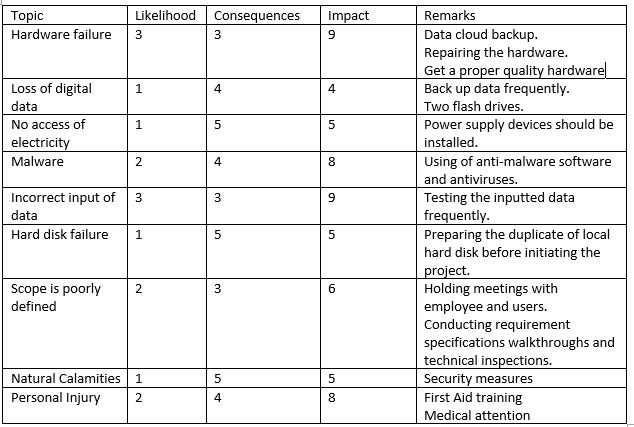 Topic Likelihood Consequences Impact Remarks
Hardware failure 3 3 9 Data cloud backup.
Repairing the hardware.
Get a proper quality hardware
Loss of digital 1 4 4 Back up data frequently.
data Two flash drives.
No access of 1 5 5 Power supply devices should be
electricity installed.
Malware 2 4 8 Using of anti-malware software
and antiviruses.
Incorrect input of 3 3 9 Testing the inputted data
data frequently.
Hard disk failure 1 5 5 Preparing the duplicate of local
hard disk before initiating the
project.
Scope is poorly 2 3 6 Holding meetings with
defined employee and users.
Conducting requirement
specifications walkthroughs and
technical inspections.
Natural Calamities 1 5 5 Security measures
Personal Injury 2 4 8 First Aid training
Medical attention